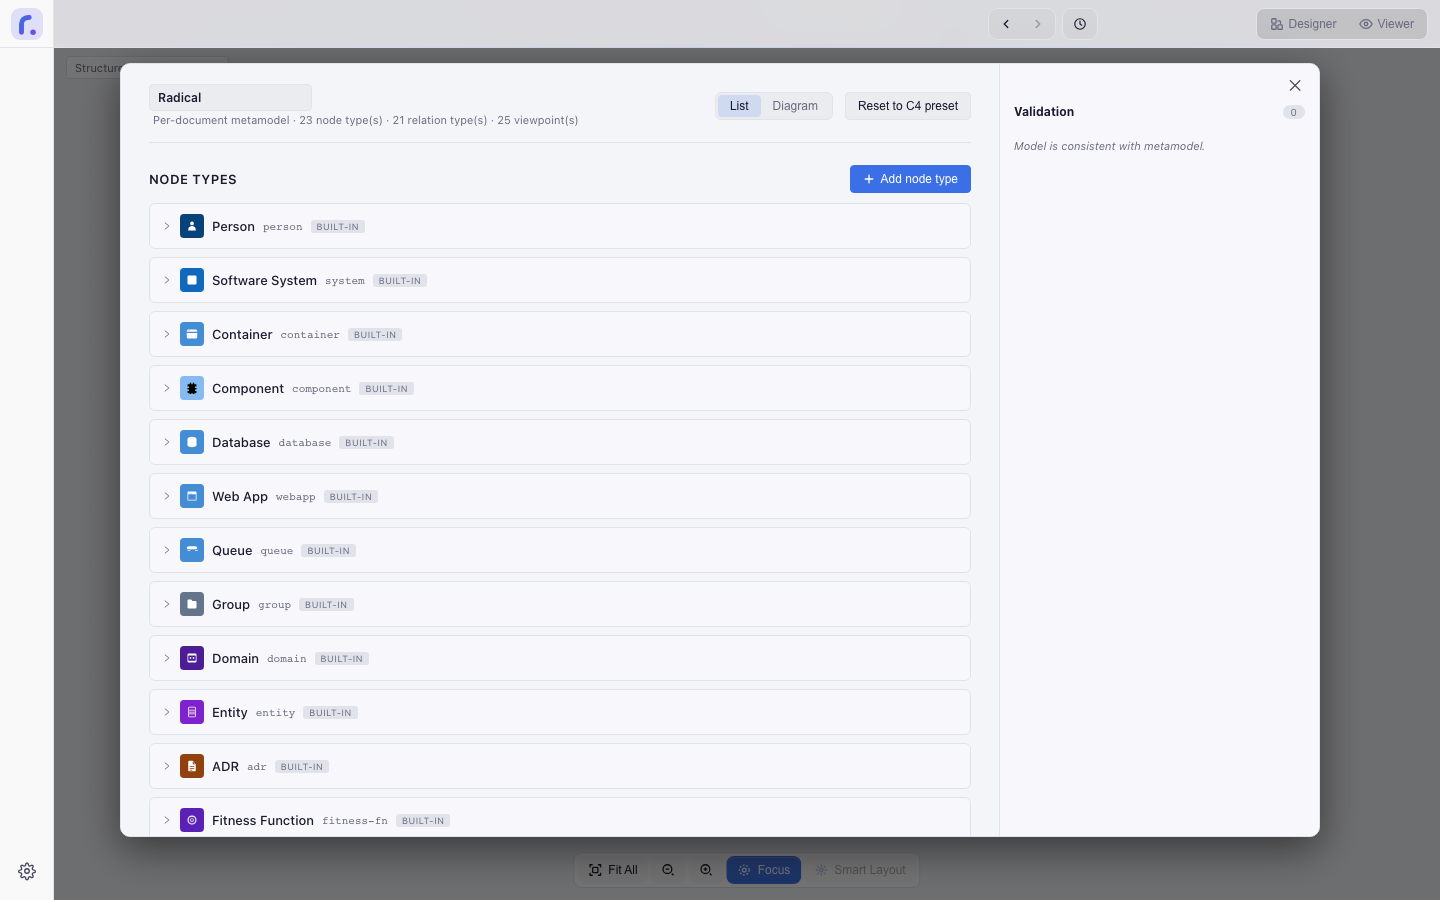 r.
Designer
Viewer
Structure
Radical
Per-document metamodel · 23 node type(s) · 21 relation type(s) · 25 viewpoint(s)
List
Diagram
Reset to C4 preset
Validation
0
Model is consistent with metamodel.
NODE TYPES
+ Add node type
Person person BUILT-IN
Software System system BUILT-IN
Container container BUILT-IN
Component component BUILT-IN
Database database BUILT-IN
Web App webapp BUILT-IN
Queue queue BUILT-IN
Group group BUILT-IN
Domain domain BUILT-IN
Entity entity BUILT-IN
ADR adr BUILT-IN
Fitness Function fitness-fn BUILT-IN
Fit All
Focus
Smart Layout